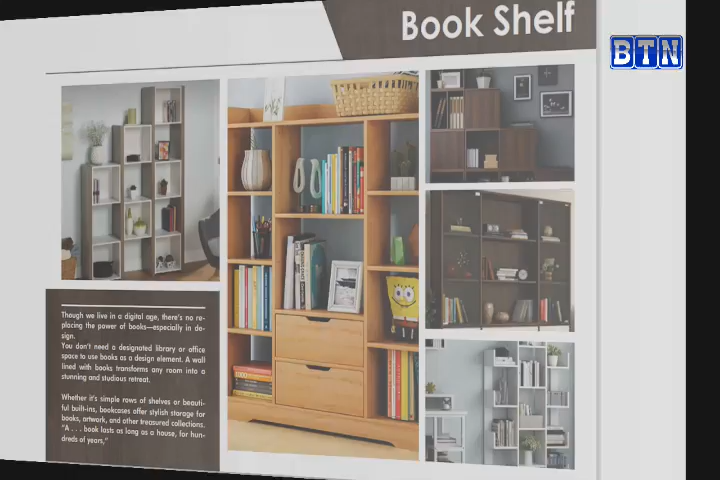 Book Shelf
BTN
Though we live in a digital age, there's no re-
placing the power of books—especially in de-
sign.
You don't need a designated library or office
space to use books as a design element. A wall
lined with books transforms any room into a
stunning and studious retreat.
Whether it's simple rows of shelves or beauti-
ful built-ins, bookcases offer stylish storage for
books, artwork, and other treasured collections.
"A . . . book lasts as long as a house, for hun-
dreds of years,"